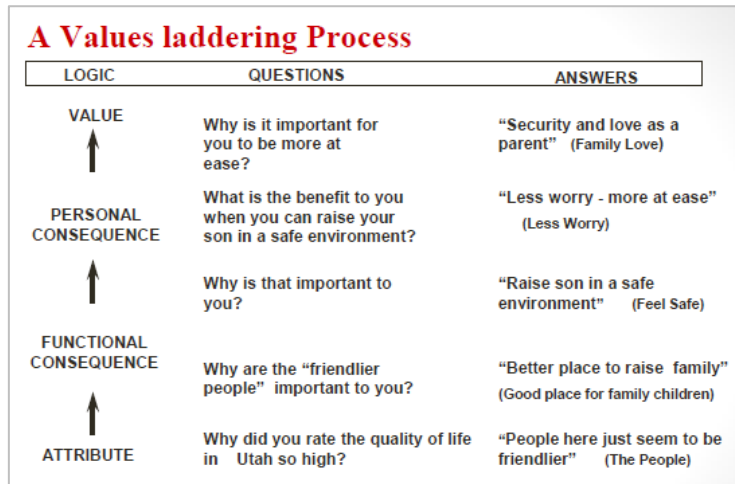 A Values laddering Process
LOGIC QUESTIONS ANSWERS
VALUE
Why is it important for
you to be more at
ease?
“Security and love as a
parent” (Family Love)
PERSONAL
CONSEQUENCE
What is the benefit to you
when you can raise your
son in a safe environment?
“Less worry - more at ease”
(Less Worry)
Why is that important to
you?
“Raise son in a safe
environment” (Feel Safe)
FUNCTIONAL
CONSEQUENCE
Why are the “friendlier
people” important to you?
“Better place to raise family”
(Good place for family children)
ATTRIBUTE
Why did you rate the quality of life
in Utah so high?
“People here just seem to be
friendlier” (The People)